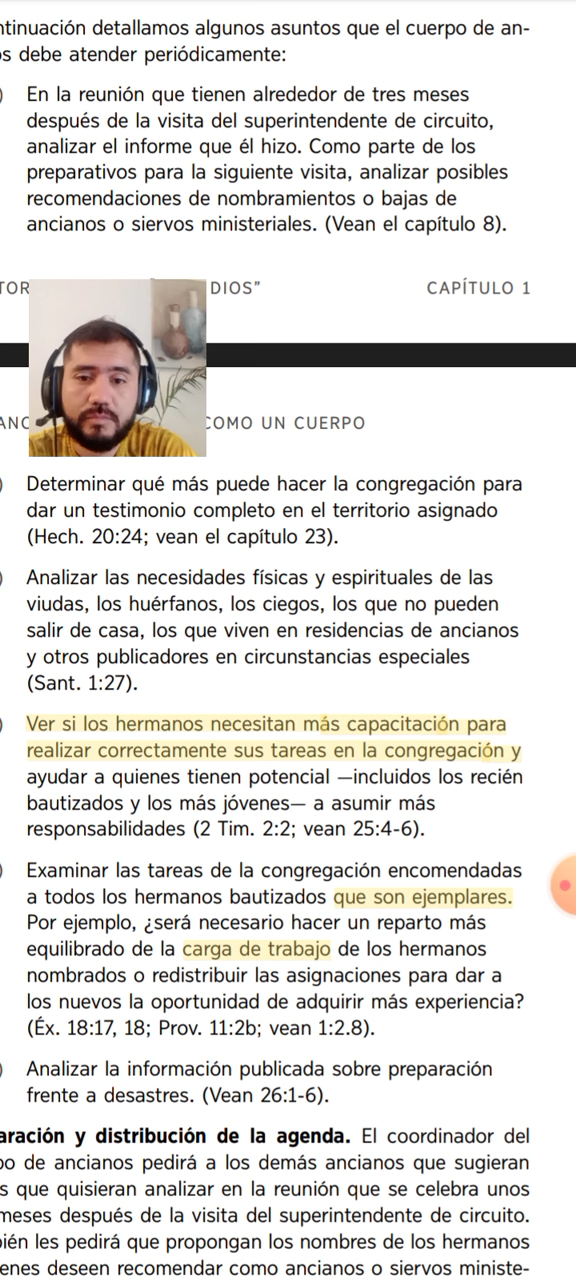 ntinuación detallamos algunos asuntos que el cuerpo de an-
s debe atender periódicamente:
) En la reunión que tienen alrededor de tres meses
después de la visita del superintendente de circuito,
analizar el informe que él hizo. Como parte de los
preparativos para la siguiente visita, analizar posibles
recomendaciones de nombramientos o bajas de
ancianos o siervos ministeriales. (Vean el capítulo 8).
TOR DIOS” CAPÍTULO 1
ANC COMO UN CUERPO
) Determinar qué más puede hacer la congregación para
dar un testimonio completo en el territorio asignado
(Hech. 20:24; vean el capítulo 23).
) Analizar las necesidades físicas y espirituales de las
viudas, los huérfanos, los ciegos, los que no pueden
salir de casa, los que viven en residencias de ancianos
y otros publicadores en circunstancias especiales
(Sant. 1:27).
) Ver si los hermanos necesitan más capacitación para
realizar correctamente sus tareas en la congregación y
ayudar a quienes tienen potencial —incluidos los recién
bautizados y los más jóvenes— a asumir más
responsabilidades (2 Tim. 2:2; vean 25:4-6).
) Examinar las tareas de la congregación encomendadas
a todos los hermanos bautizados que son ejemplares.
Por ejemplo, ¿será necesario hacer un reparto más
equilibrado de la carga de trabajo de los hermanos
nombrados o redistribuir las asignaciones para dar a
los nuevos la oportunidad de adquirir más experiencia?
(Éx. 18:17, 18; Prov. 11:2b; vean 1:2.8).
) Analizar la información publicada sobre preparación
frente a desastres. (Vean 26:1-6).
aración y distribución de la agenda. El coordinador del
po de ancianos pedirá a los demás ancianos que sugieran
s que quisieran analizar en la reunión que se celebra unos
meses después de la visita del superintendente de circuito.
bién les pedirá que propongan los nombres de los hermanos
enes deseen recomendar como ancianos o siervos ministe-